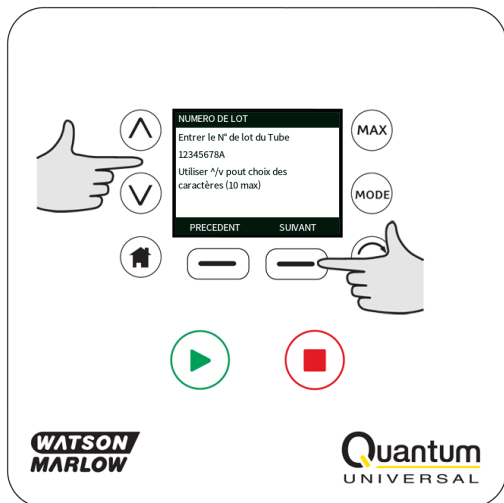 NUMERO DE LOT
Entrer le N° de lot du Tube
12345678A
Utiliser ^/v pout choix des
caractères (10 max)
PRECEDENT SUIVANT
MAX
MODE
WATSON
MARLOW
Quantum
UNIVERSAL